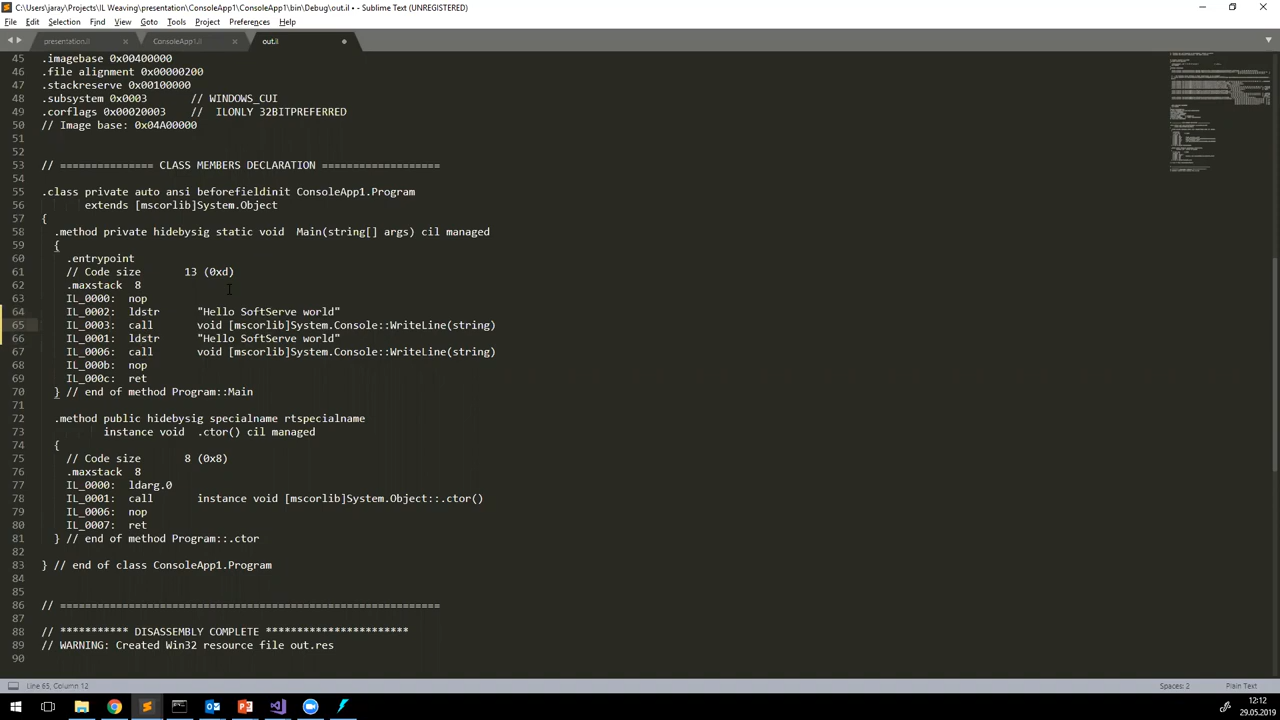 C:\Users\jaray\Projects\IL Weaving\presentation\ConsoleApp1\ConsoleApp1\bin\Debug\out.il • - Sublime Text (UNREGISTERED)
File Edit Selection Find View Goto Tools Project Preferences Help
presentation.il × ConsoleApp1.il × out.il
45 .imagebase 0x00400000
46 .file alignment 0x00000200
47 .stackreserve 0x00100000
48 .subsystem 0x0003 // WINDOWS_CUI
49 .corflags 0x00020003 // ILONLY 32BITPREFERRED
50 // Image base: 0x04A00000
51
52
53 // =============== CLASS MEMBERS DECLARATION ===================
54
55 .class private auto ansi beforefieldinit ConsoleApp1.Program
56 extends [mscorlib]System.Object
57 {
58 .method private hidebysig static void Main(string[] args) cil managed
59 {
60 .entrypoint
61 // Code size 13 (0xd)
62 .maxstack 8
63 IL_0000: nop
64 IL_0002: ldstr "Hello SoftServe world"
65 IL_0003: call void [mscorlib]System.Console::WriteLine(string)
66 IL_0001: ldstr "Hello SoftServe world"
67 IL_0006: call void [mscorlib]System.Console::WriteLine(string)
68 IL_000b: nop
69 IL_000c: ret
70 } // end of method Program::Main
71
72 .method public hidebysig specialname rtspecialname
73 instance void .ctor() cil managed
74 {
75 // Code size 8 (0x8)
76 .maxstack 8
77 IL_0000: ldarg.0
78 IL_0001: call instance void [mscorlib]System.Object::.ctor()
79 IL_0006: nop
80 IL_0007: ret
81 } // end of method Program::.ctor
82
83 } // end of class ConsoleApp1.Program
84
85
86 // =============================================================
87
88 // *********** DISASSEMBLY COMPLETE ***********************
89 // WARNING: Created Win32 resource file out.res
90
Line 65, Column 12 Spaces: 2 Plain Text
12:12
29.05.2019